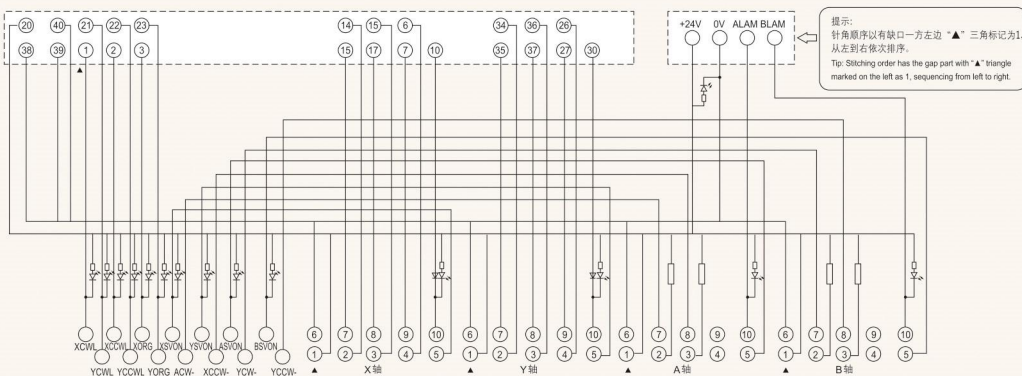 20 40 21 22 23 14 15 6 34 26
38 39 1 2 3 15 17 7 10 35 37 27 30
▲
+24V 0V ALAM BLAM
提示:
针角顺序以有缺口一方左边“▲”三角标记为1,
从左到右依次排序。
Tip: Stitching order has the gap part with “▲” triangle
marked on the left as 1, sequencing from left to right.
XCWL XCCWL XORG XSVON YSVON ASVON BSVON
YCWL YCCWL YORG ACW- XCCW- YCW- YCCW-
6 7 8 9 10 6 7 8 9 10 6 7 8 9 10 6 7 8 9 10
1 2 3 4 5 1 2 3 4 5 1 2 3 4 5 1 2 3 4 5
▲ X轴 ▲ Y轴 ▲ A轴 ▲ B轴